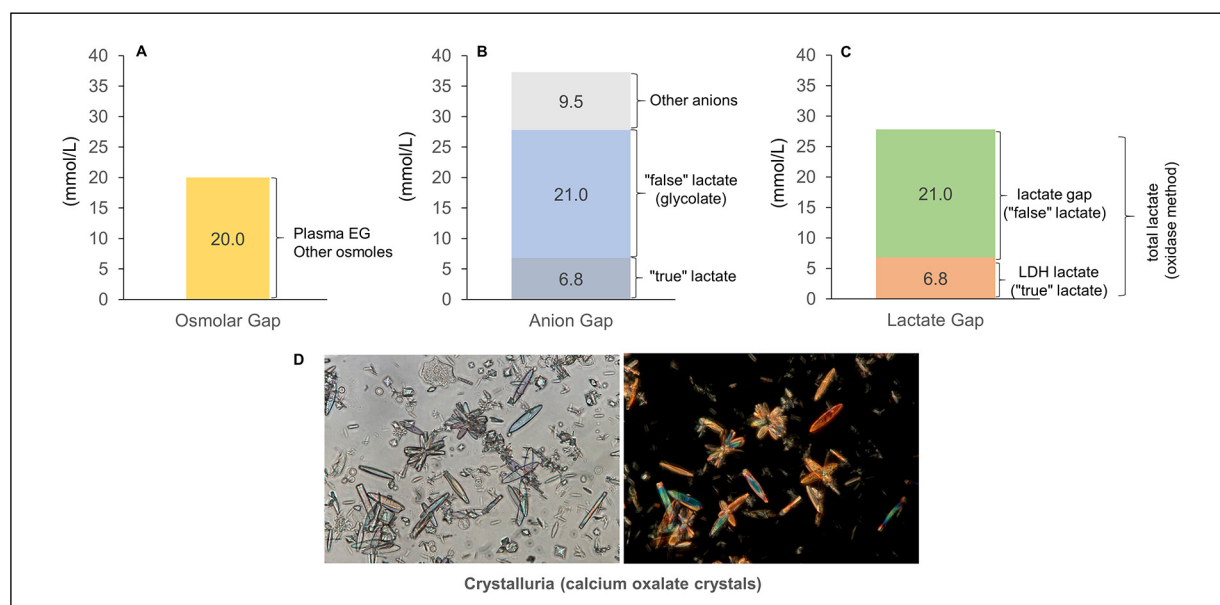 A
(mmol/L)
40
35
30
25
20
15
10
5
0
20.0
Plasma EG
Other osmoles
Osmolar Gap
B
(mmol/L)
40
35
30
25
20
15
10
5
0
9.5
Other anions
21.0
"false" lactate
(glycolate)
6.8
"true" lactate
Anion Gap
C
(mmol/L)
40
35
30
25
20
15
10
5
0
21.0
lactate gap
("false" lactate)
6.8
LDH lactate
("true" lactate)
total lactate
(oxidase method)
Lactate Gap
D
Crystalluria (calcium oxalate crystals)